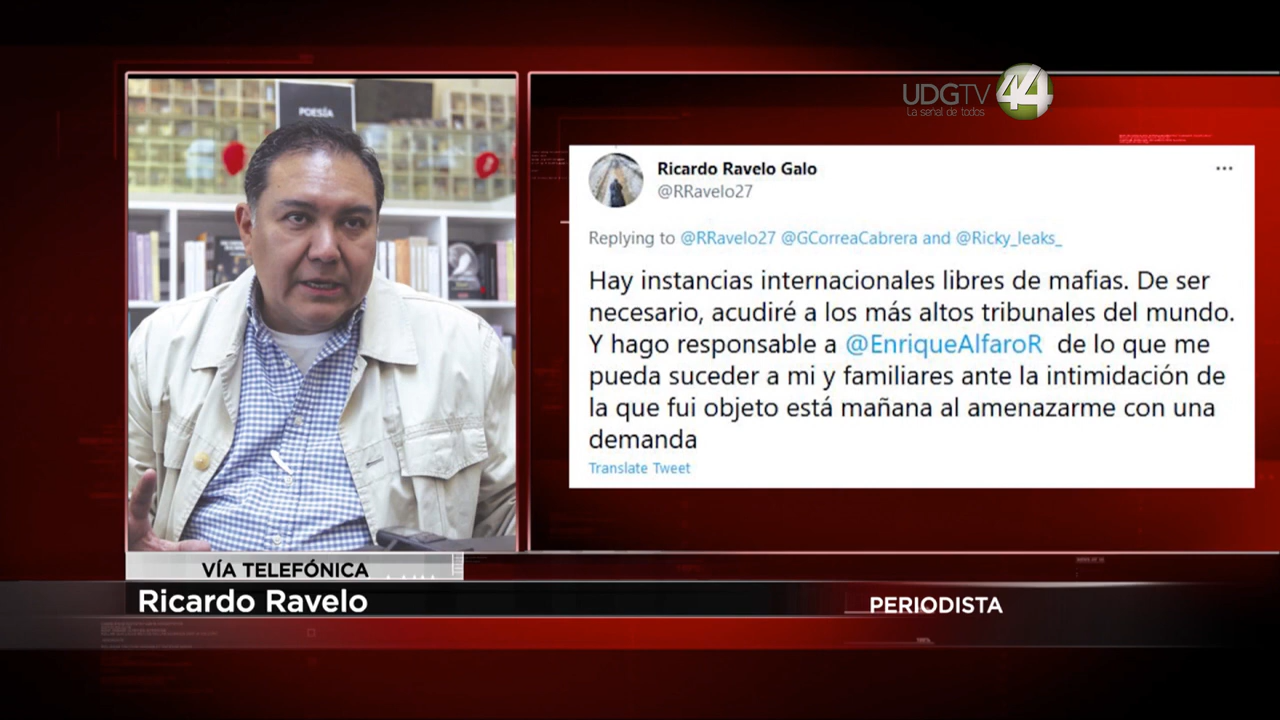 UDGTV 44
La señal de todos
POESÍA
Ricardo Ravelo Galo
@RRavelo27
Replying to @RRavelo27 @GCorreaCabrera and @Ricky_leaks_
Hay instancias internacionales libres de mafias. De ser
necesario, acudiré a los más altos tribunales del mundo.
Y hago responsable a @EnriqueAlfaroR de lo que me
pueda suceder a mi y familiares ante la intimidación de
la que fui objeto está mañana al amenazarme con una
demanda
Translate Tweet
VÍA TELEFÓNICA
Ricardo Ravelo
PERIODISTA